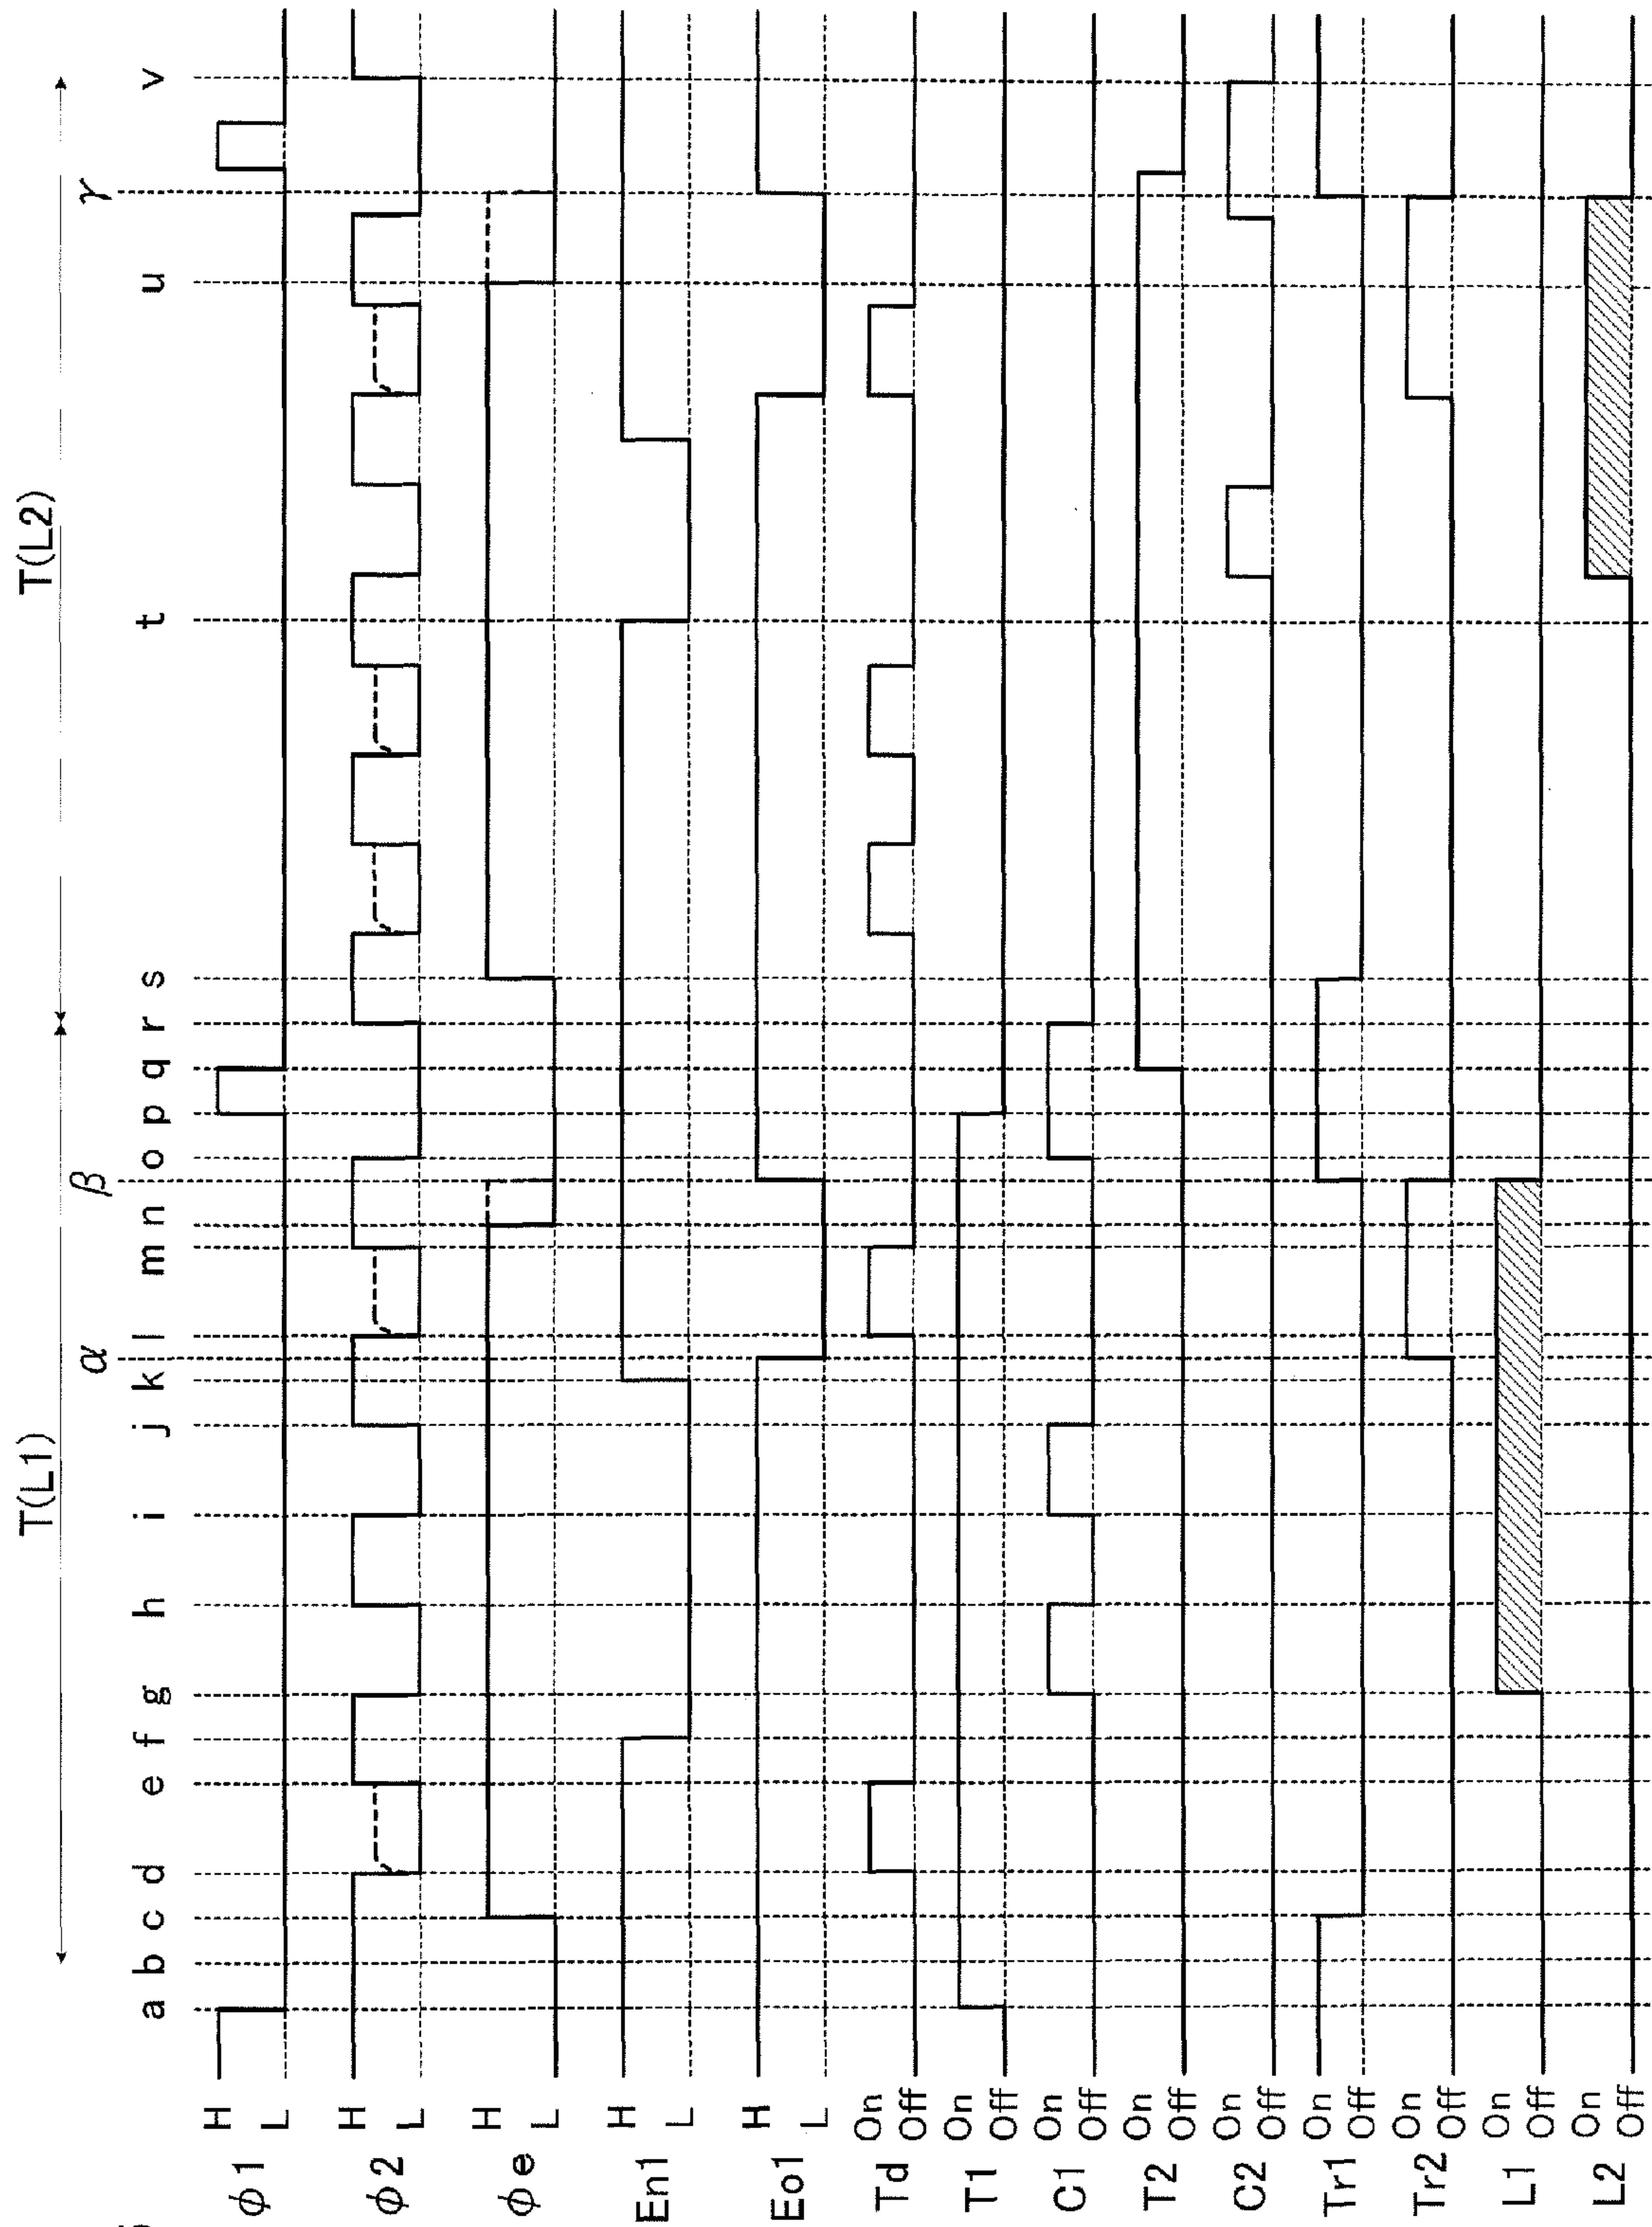 T(L1) T(L2)
α β γ
a b c d e f g h i j k l m n o p q r s t u v
φ1 H L
φ2 H L
φe H L
En1 H L
Eo1 H L
Td On Off
T1 On Off
C1 On Off
T2 On Off
C2 On Off
Tr1 On Off
Tr2 On Off
L1 On Off
L2 On Off